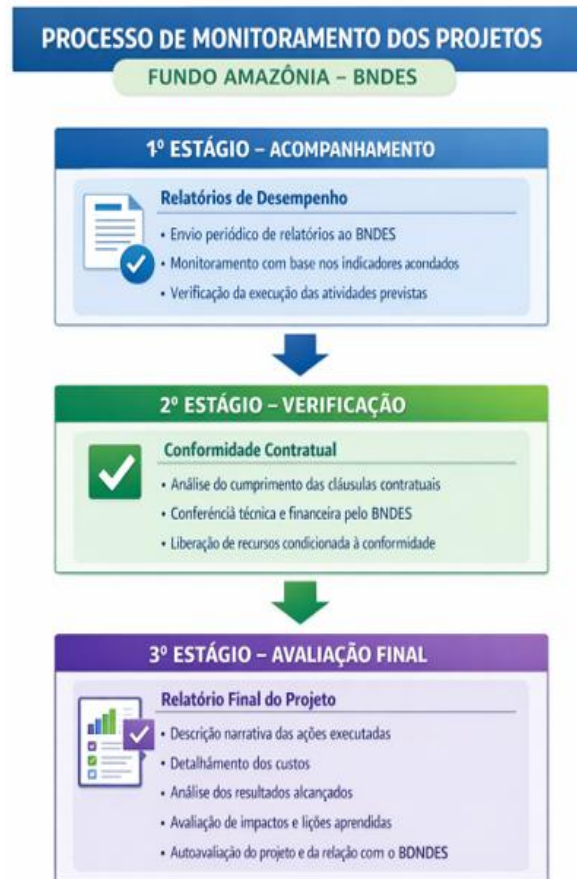 PROCESSO DE MONITORAMENTO DOS PROJETOS
FUNDO AMAZÔNIA – BNDES
1º ESTÁGIO – ACOMPANHAMENTO
Relatórios de Desempenho
• Envio periódico de relatórios ao BNDES
• Monitoramento com base nos indicadores acordados
• Verificação da execução das atividades previstas
2º ESTÁGIO – VERIFICAÇÃO
Conformidade Contratual
• Análise do cumprimento das cláusulas contratuais
• Conferéncià técnica e financeira pelo BNDES
• Liberação de recursos condicionada à conformidade
3º ESTÁGIO – AVALIAÇÃO FINAL
Relatório Final do Projeto
• Descrição narrativa das ações executadas
• Detalhámento dos custos
• Análise dos resultados alcançados
• Avaliação de impactos e lições aprendidas
• Autoavaliação do projeto e da relação com o BDNDES